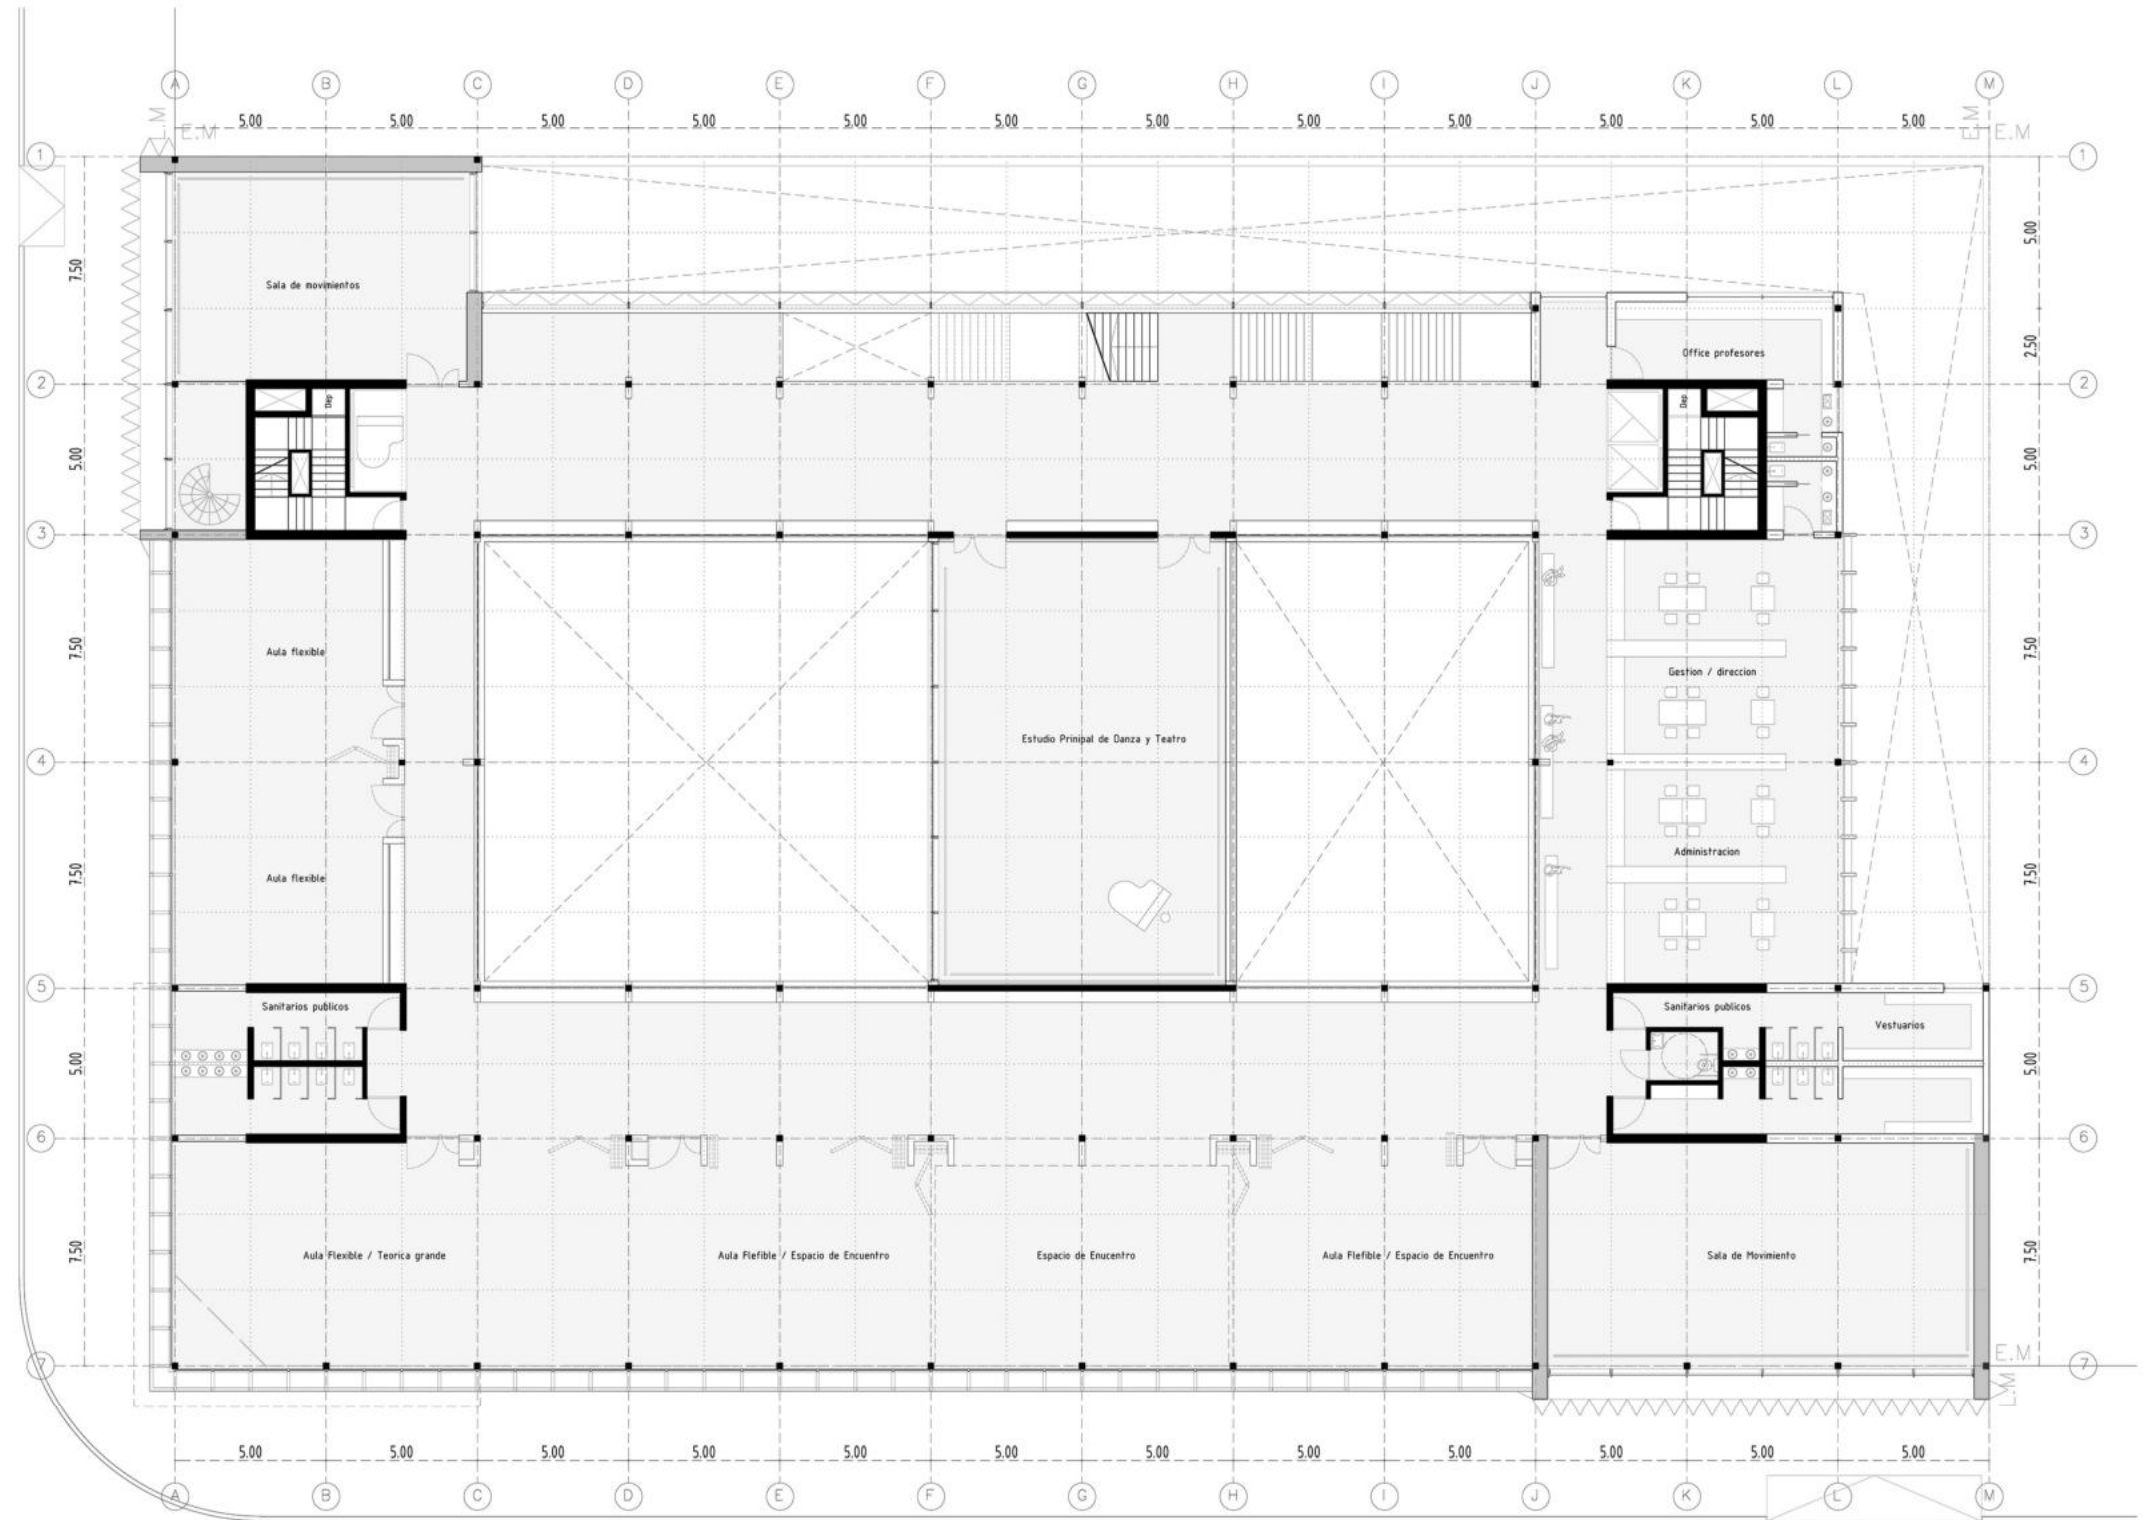 A B C D E F G H I J K L M
5.00 5.00 5.00 5.00 5.00 5.00 5.00 5.00 5.00 5.00 5.00 5.00
E.M E.M E.M E.M
1 1
7.50 5.00
Sala de movimientos
Office profesores
2.50
2 2
Dep Dep
5.00 5.00
3 3
7.50 7.50
Aula flexible
Gestion / direccion
Estudio Prinipal de Danza y Teatro
4 4
Administracion
7.50 7.50
Aula flexible
5 5
Sanitarios publicos
Sanitarios publicos
Vestuarios
5.00 5.00
6 6
7.50 7.50
Aula Flexible / Teorica grande
Aula Flefible / Espacio de Encuentro
Espacio de Enucentro
Aula Flefible / Espacio de Encuentro
Sala de Movimiento
E.M
7 7
5.00 5.00 5.00 5.00 5.00 5.00 5.00 5.00 5.00 5.00 5.00 5.00
A B C D E F G H I J K L M